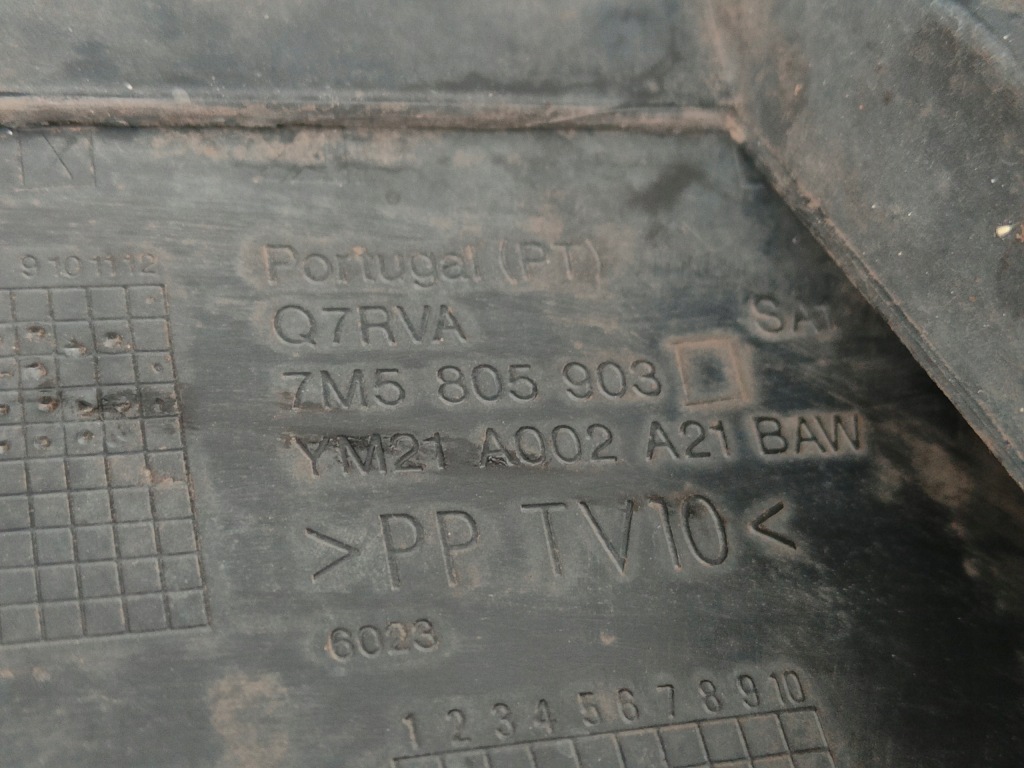 9 10 11 12
Portugal (PT)
Q7RVA
7M5 805 903
YM21 A002 A21 BAW
>PP TV10<
6023
1 2 3 4 5 6 7 8 9 10